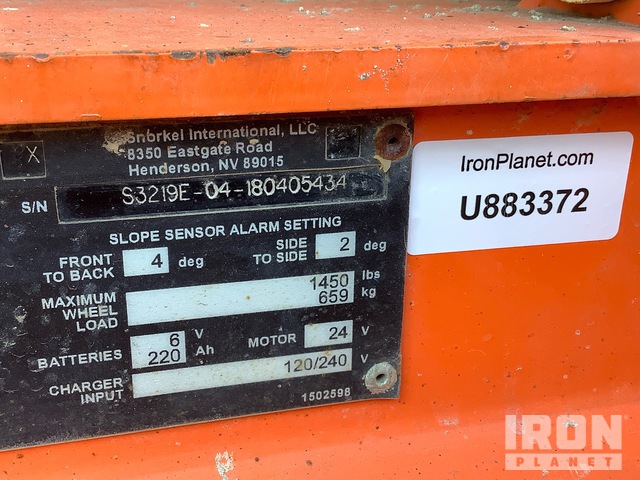 Snorkel International, LLC
8350 Eastgate Road
Henderson, NV 89015
X
S/N S3219E-04-180405434
SLOPE SENSOR ALARM SETTING
FRONT TO BACK 4 deg SIDE TO SIDE 2 deg
MAXIMUM WHEEL LOAD 1450 lbs 659 kg
BATTERIES 6 V 220 Ah MOTOR 24 V
CHARGER INPUT 120/240 V
1502598
IronPlanet.com
U883372
IRON
PLANET